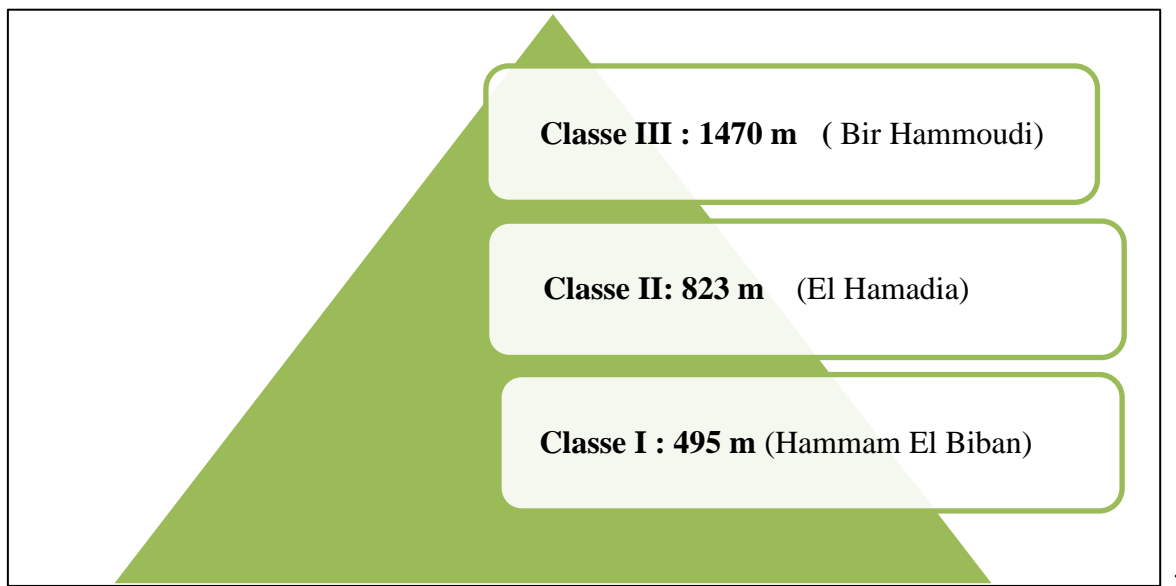 Classe III : 1470 m ( Bir Hammoudi)
Classe II: 823 m (El Hamadia)
Classe I : 495 m (Hammam El Biban)